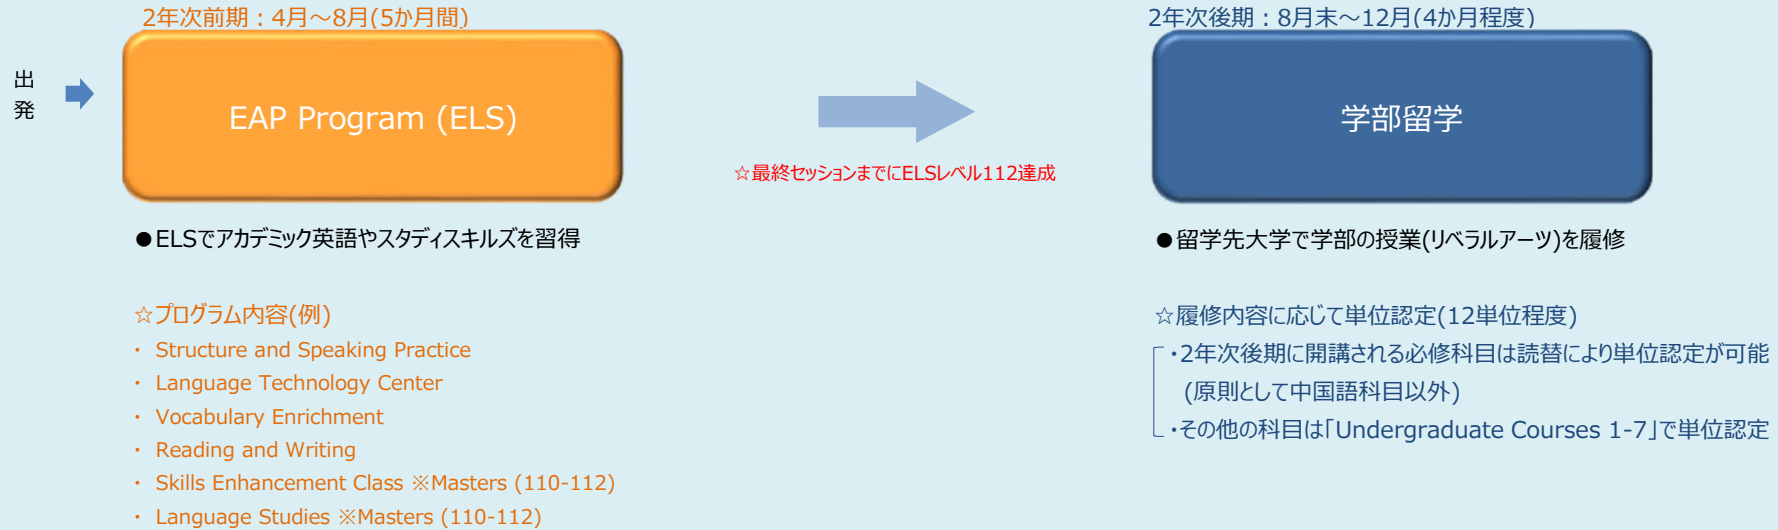 2年次前期：4月～8月(5か月間)
出
発
EAP Program (ELS)
●ELSでアカデミック英語やスタディスキルズを習得
☆プログラム内容(例)
・ Structure and Speaking Practice
・ Language Technology Center
・ Vocabulary Enrichment
・ Reading and Writing
・ Skills Enhancement Class ※Masters (110-112)
・ Language Studies ※Masters (110-112)
☆最終セッションまでにELSレベル112達成
2年次後期：8月末～12月(4か月程度)
学部留学
●留学先大学で学部の授業(リベラルアーツ)を履修
☆履修内容に応じて単位認定(12単位程度)
・2年次後期に開講される必修科目は読替により単位認定が可能
(原則として中国語科目以外)
・その他の科目は「Undergraduate Courses 1-7」で単位認定